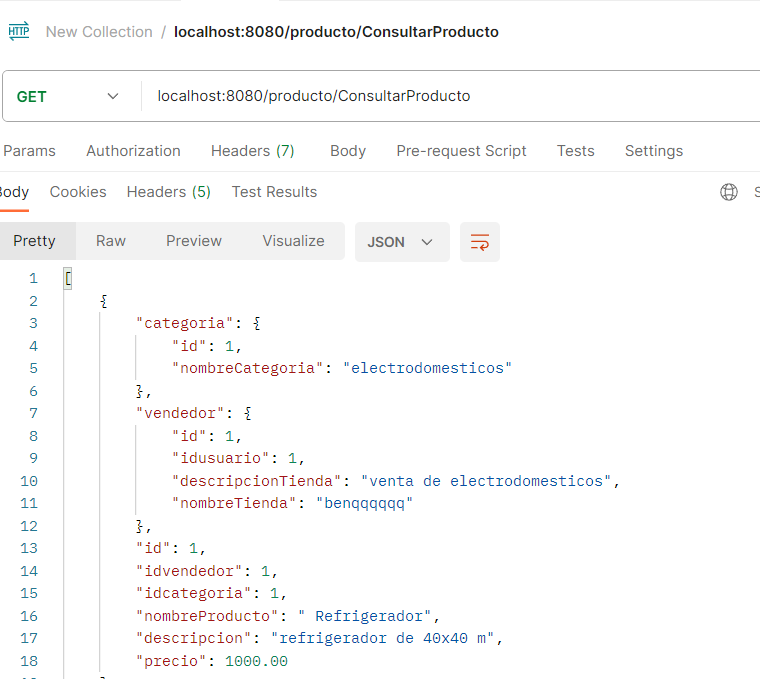 HTTP New Collection / localhost:8080/producto/ConsultarProducto
GET localhost:8080/producto/ConsultarProducto
Params Authorization Headers (7) Body Pre-request Script Tests Settings
Body Cookies Headers (5) Test Results
Pretty Raw Preview Visualize JSON
1 [
2 {
3 "categoria": {
4 "id": 1,
5 "nombreCategoria": "electrodomesticos"
6 },
7 "vendedor": {
8 "id": 1,
9 "idusuario": 1,
10 "descripcionTienda": "venta de electrodomesticos",
11 "nombreTienda": "benqqqqqq"
12 },
13 "id": 1,
14 "idvendedor": 1,
15 "idcategoria": 1,
16 "nombreProducto": " Refrigerador",
17 "descripcion": "refrigerador de 40x40 m",
18 "precio": 1000.00